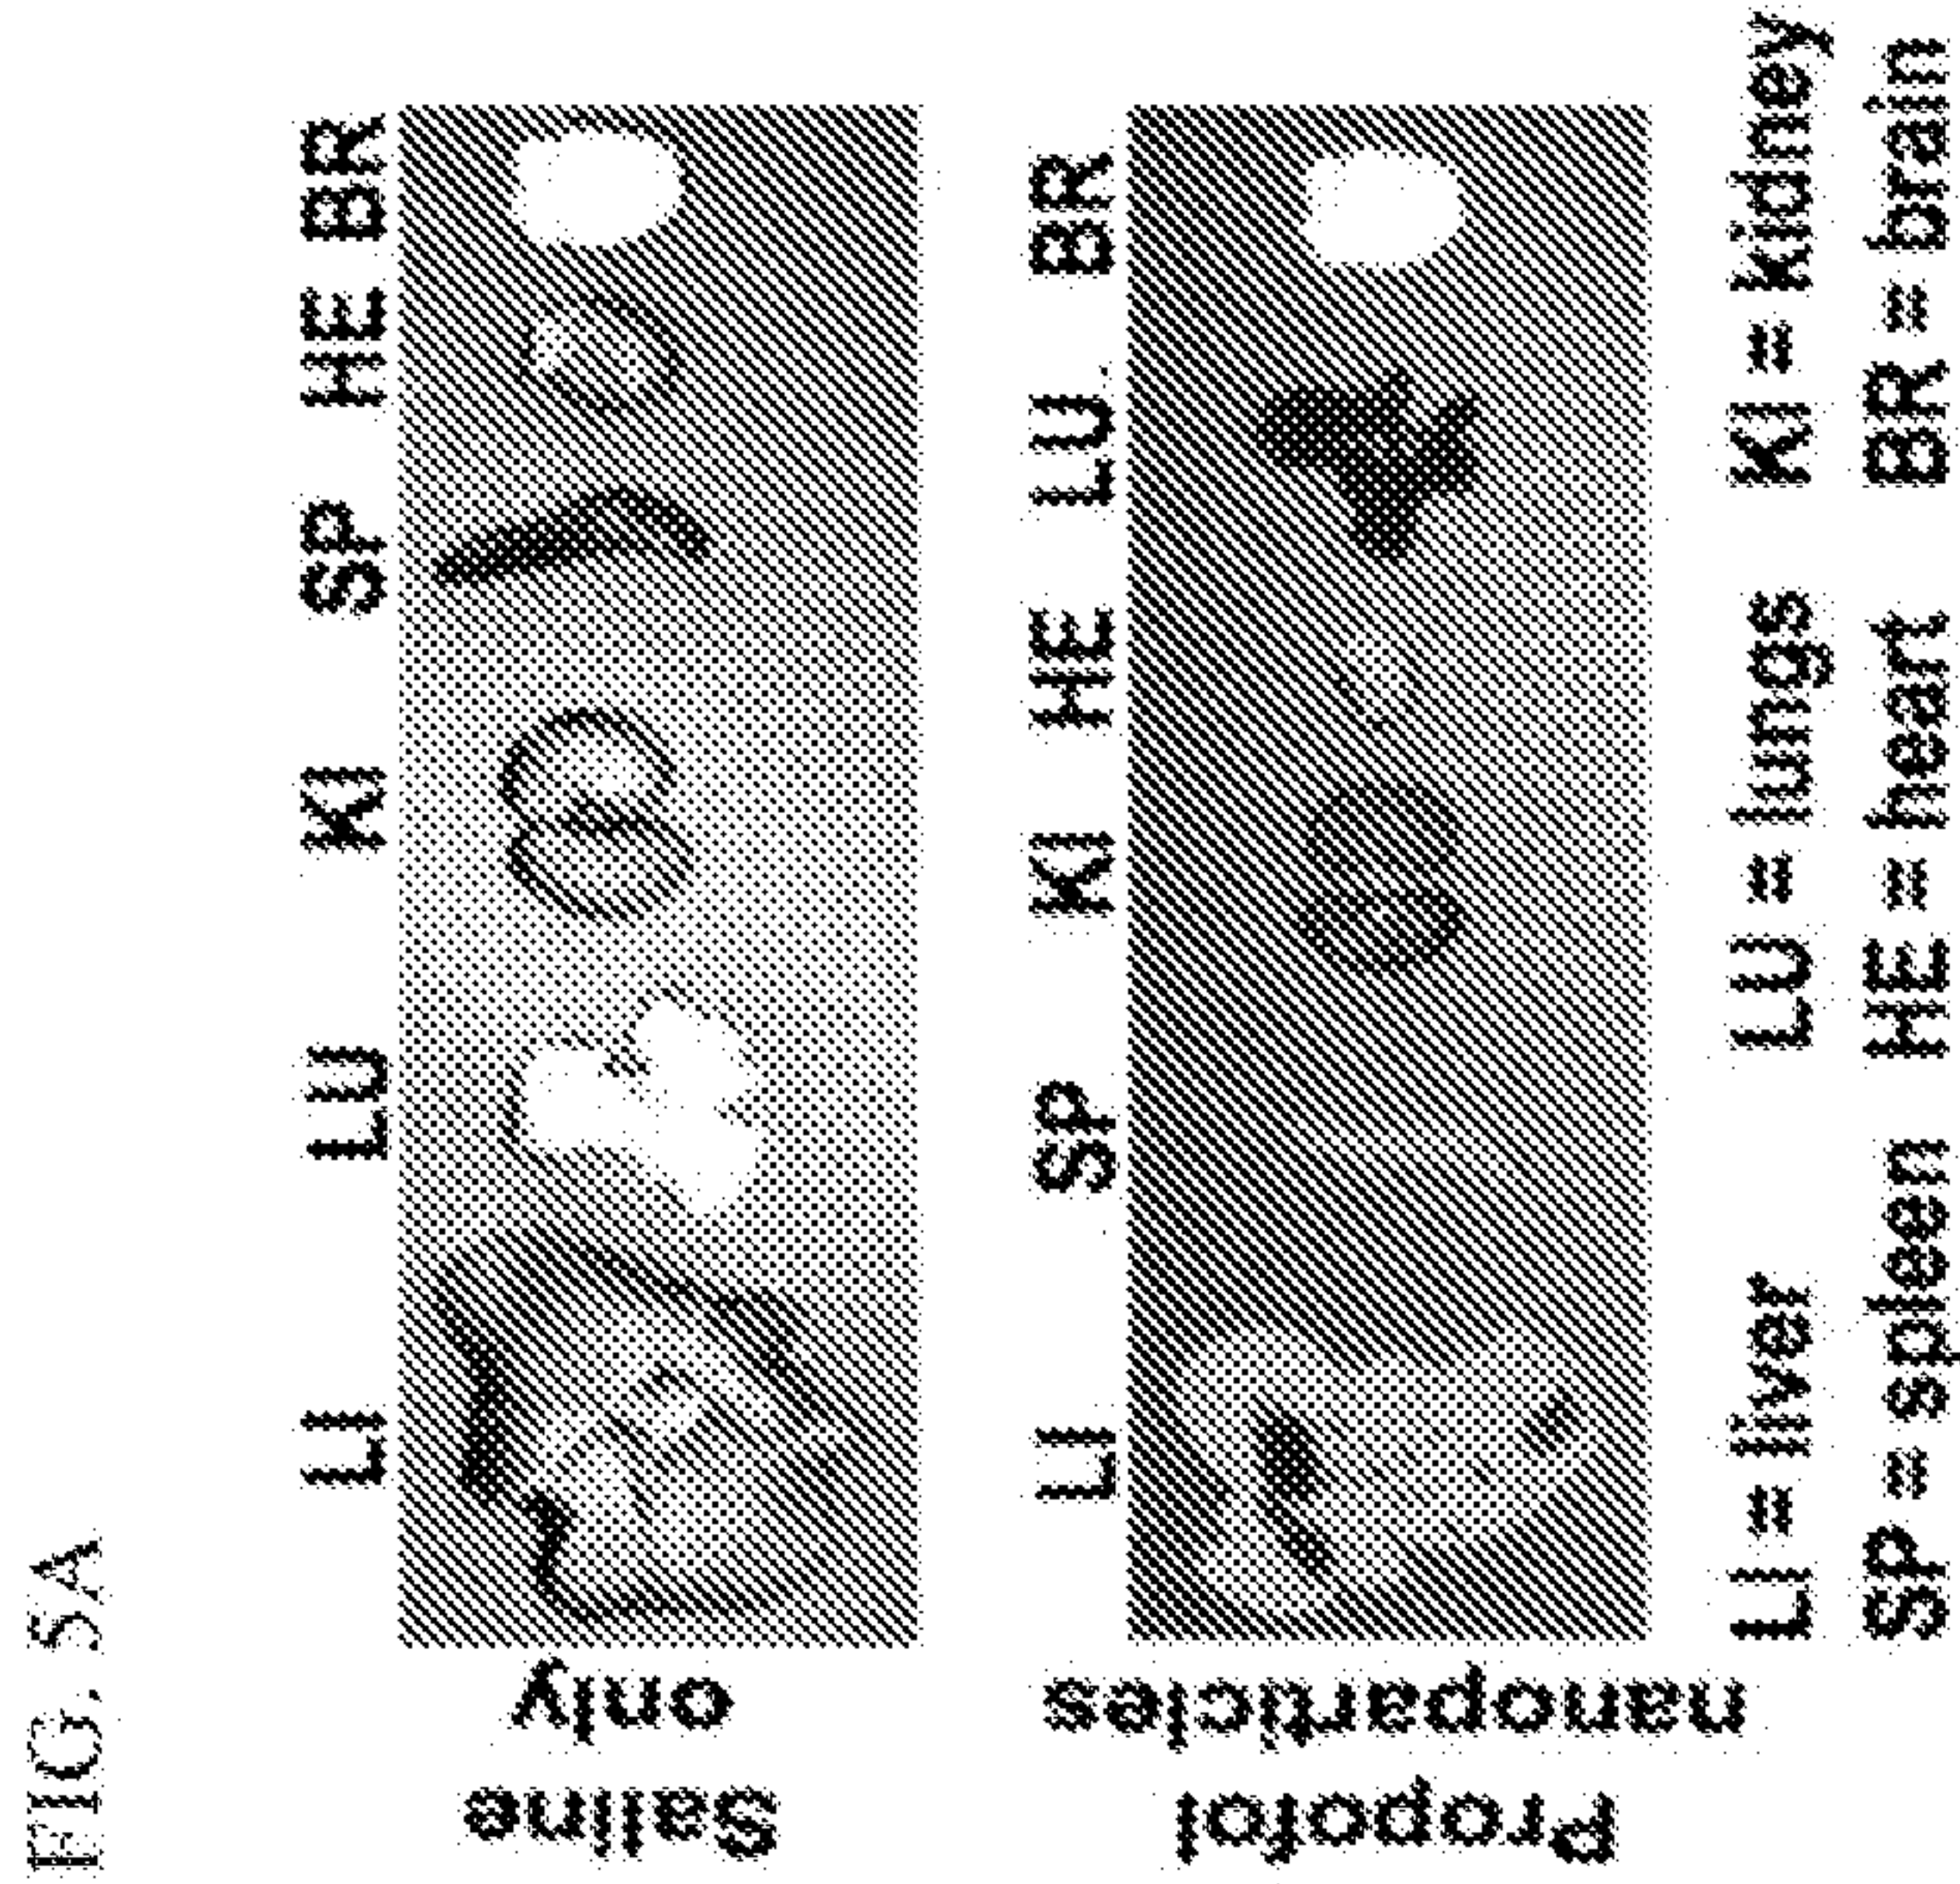 FIG. 5A
LI LU KI SP HE BR
Saline
only
LI SP KI HE LU BR
Propofol
nanoparticles
LI = liver LU = lungs KI = kidney
SP = spleen HE = heart BR = brain